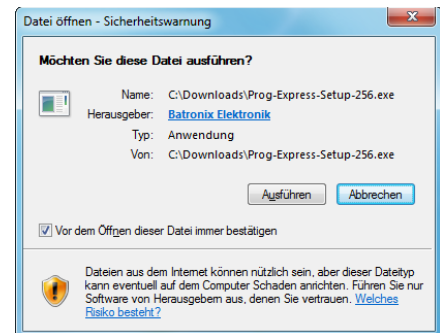 Datei öffnen - Sicherheitswarnung
Möchten Sie diese Datei ausführen?
Name: C:\Downloads\Prog-Express-Setup-256.exe
Herausgeber: Batronix Elektronik
Typ: Anwendung
Von: C:\Downloads\Prog-Express-Setup-256.exe
Ausführen Abbrechen
Vor dem Öffnen dieser Datei immer bestätigen
Dateien aus dem Internet können nützlich sein, aber dieser Dateityp
kann eventuell auf dem Computer Schaden anrichten. Führen Sie nur
Software von Herausgebern aus, denen Sie vertrauen. Welches
Risiko besteht?